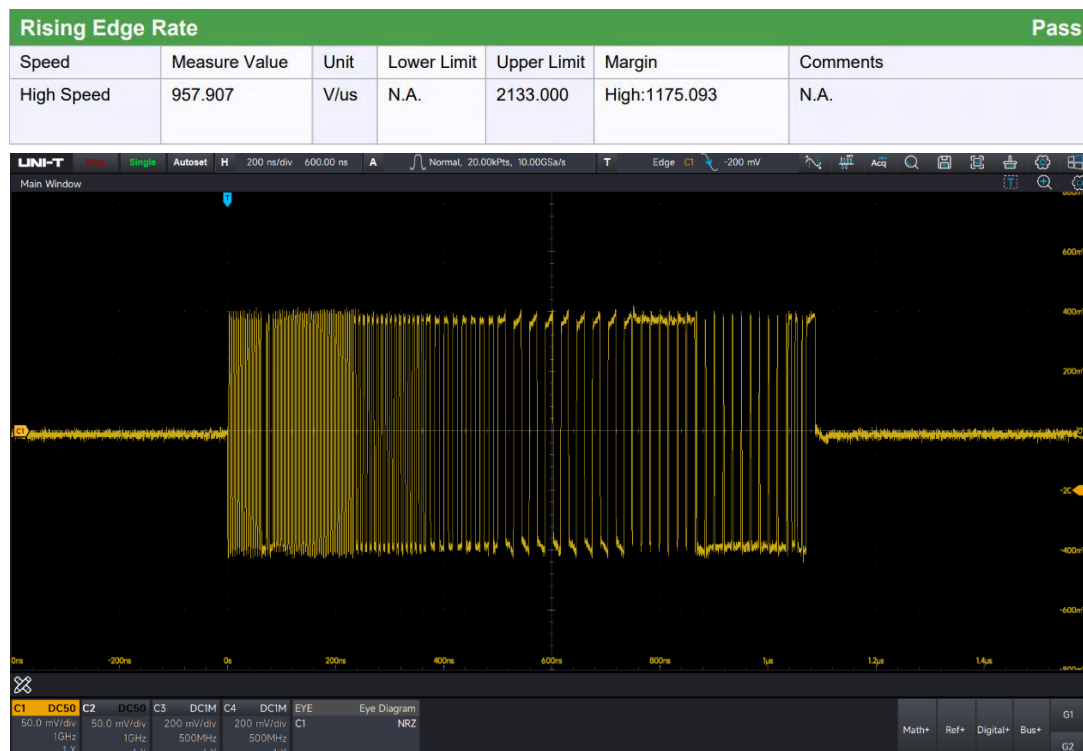 Rising Edge Rate Pass
Speed Measure Value Unit Lower Limit Upper Limit Margin Comments
High Speed 957.907 V/us N.A. 2133.000 High:1175.093 N.A.
UNI-T Stop Single Autoset H 200 ns/div 600.00 ns A Normal, 20.00kPts, 10.00GSa/s T Edge C1 -200 mV Acq
Main Window
T
600m
400m
200m
C1
-400m
-600m
-200ns 0s 200ns 400ns 600ns 800ns 1μs 1.2μs 1.4μs
C1 DC50 C2 DC50 C3 DC1M C4 DC1M EYE Eye Diagram
50.0 mV/div 50.0 mV/div 200 mV/div 200 mV/div C1 NRZ
1GHz 1GHz 500MHz 500MHz
Math+ Ref+ Digital+ Bus+
G1
G2